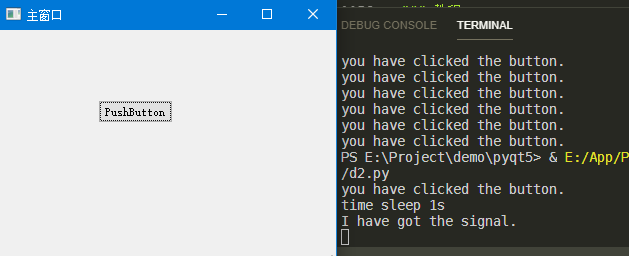 主窗口
PushButton
DEBUG CONSOLE TERMINAL
you have clicked the button.
you have clicked the button.
you have clicked the button.
you have clicked the button.
you have clicked the button.
you have clicked the button.
PS E:\Project\demo\pyqt5> & E:/App/P
/d2.py
you have clicked the button.
time sleep 1s
I have got the signal.